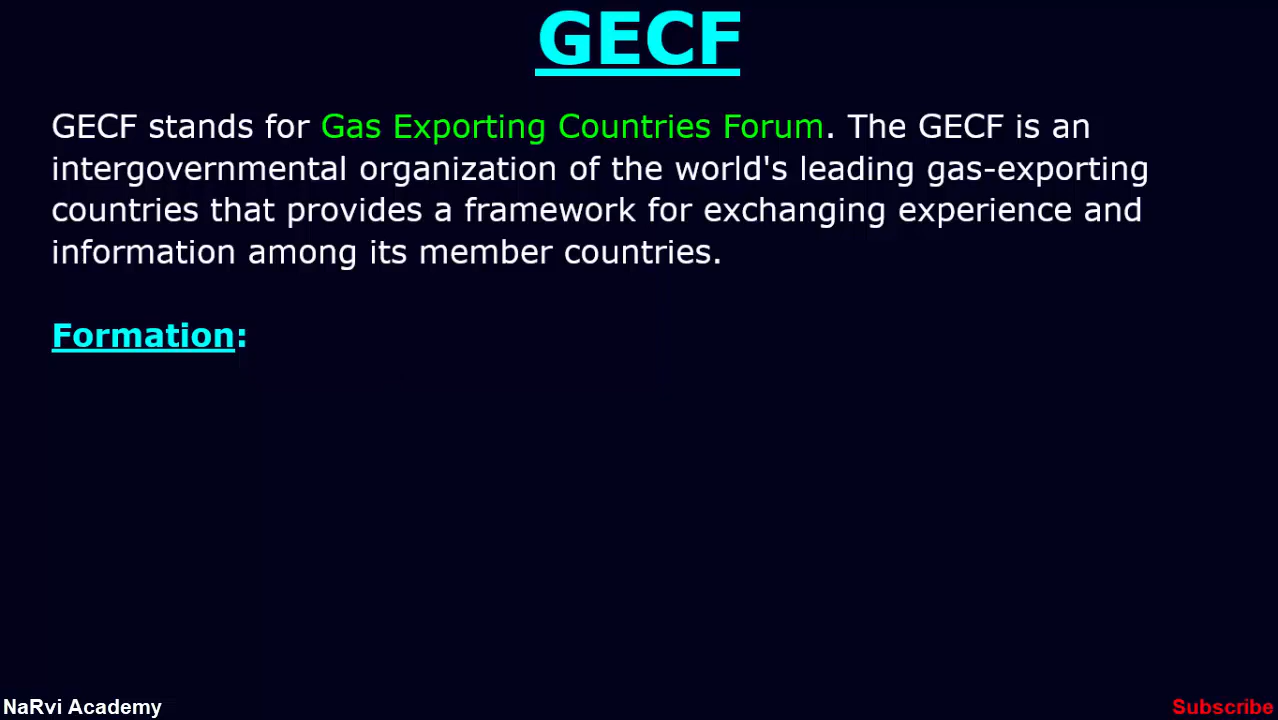 GECF
GECF stands for Gas Exporting Countries Forum. The GECF is an
intergovernmental organization of the world's leading gas-exporting
countries that provides a framework for exchanging experience and
information among its member countries.
Formation:
NaRvi Academy
Subscribe